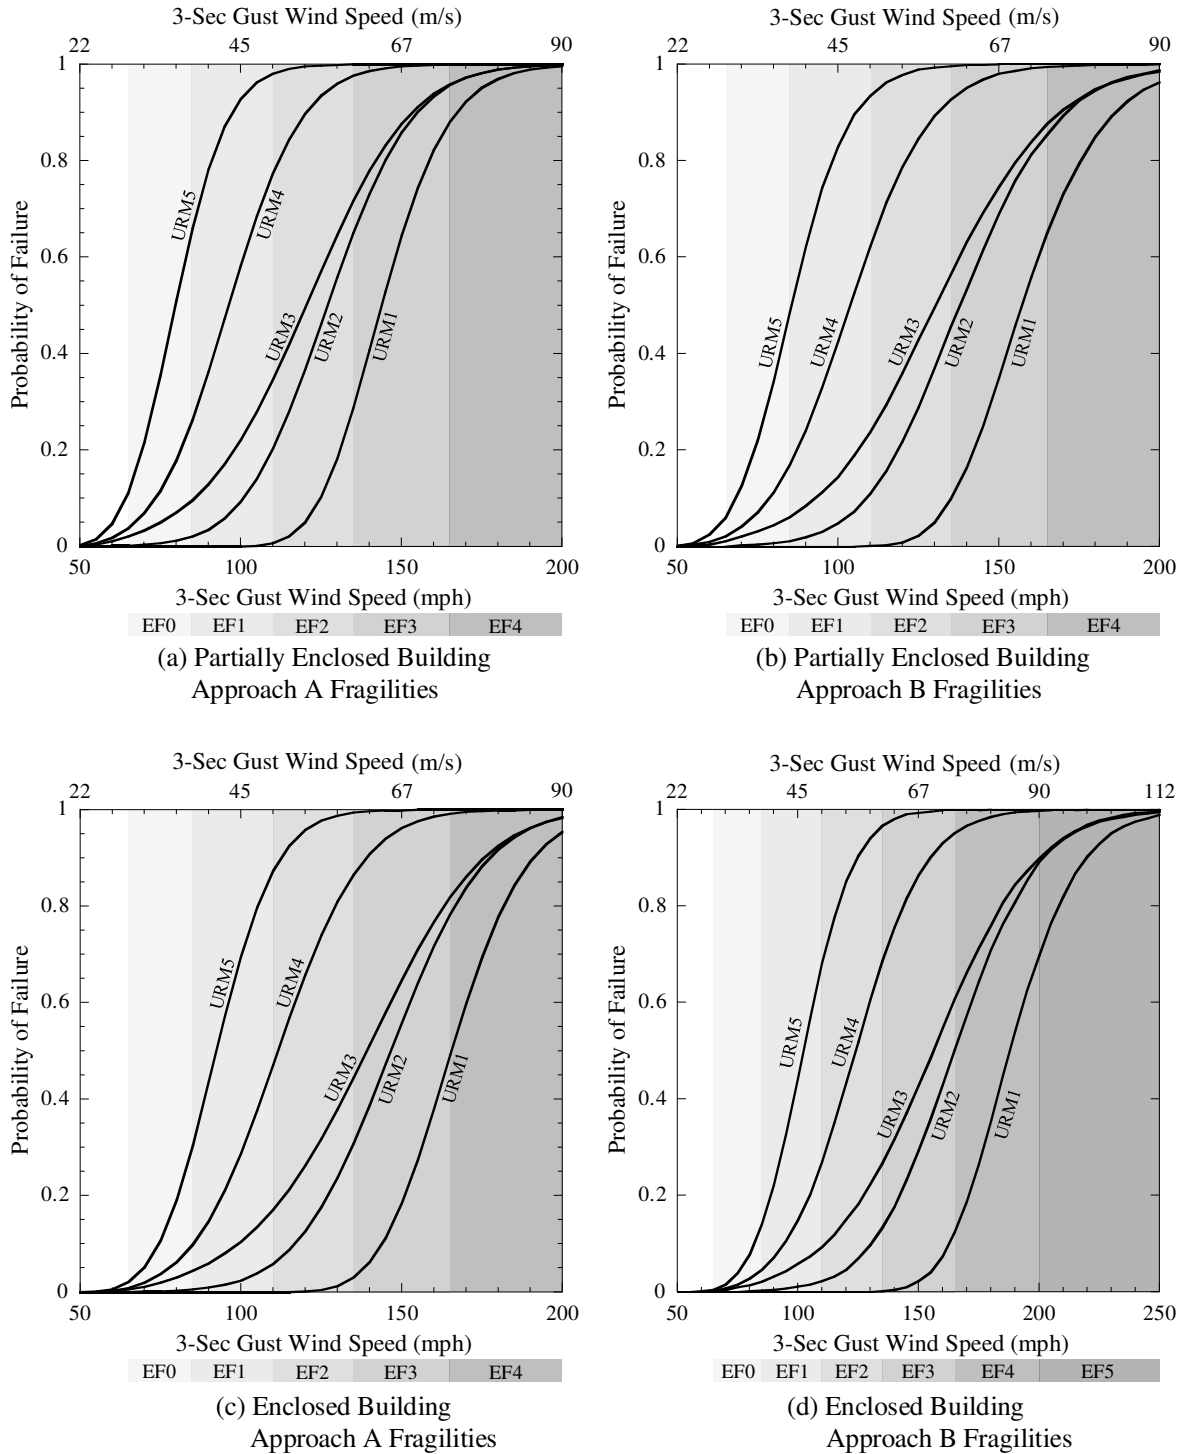 3-Sec Gust Wind Speed (m/s)
22 45 67 90
1
0.8
0.6
0.4
0.2
0
Probability of Failure
URM5
URM4
URM3
URM2
URM1
50 100 150 200
3-Sec Gust Wind Speed (mph)
EF0 EF1 EF2 EF3 EF4
(a) Partially Enclosed Building
Approach A Fragilities
3-Sec Gust Wind Speed (m/s)
22 45 67 90
1
0.8
0.6
0.4
0.2
0
Probability of Failure
URM5
URM4
URM3
URM2
URM1
50 100 150 200
3-Sec Gust Wind Speed (mph)
EF0 EF1 EF2 EF3 EF4
(b) Partially Enclosed Building
Approach B Fragilities
3-Sec Gust Wind Speed (m/s)
22 45 67 90
1
0.8
0.6
0.4
0.2
0
Probability of Failure
URM5
URM4
URM3
URM2
URM1
50 100 150 200
3-Sec Gust Wind Speed (mph)
EF0 EF1 EF2 EF3 EF4
(c) Enclosed Building
Approach A Fragilities
3-Sec Gust Wind Speed (m/s)
22 45 67 90 112
1
0.8
0.6
0.4
0.2
0
Probability of Failure
URM5
URM4
URM3
URM2
URM1
50 100 150 200 250
3-Sec Gust Wind Speed (mph)
EF0 EF1 EF2 EF3 EF4 EF5
(d) Enclosed Building
Approach B Fragilities